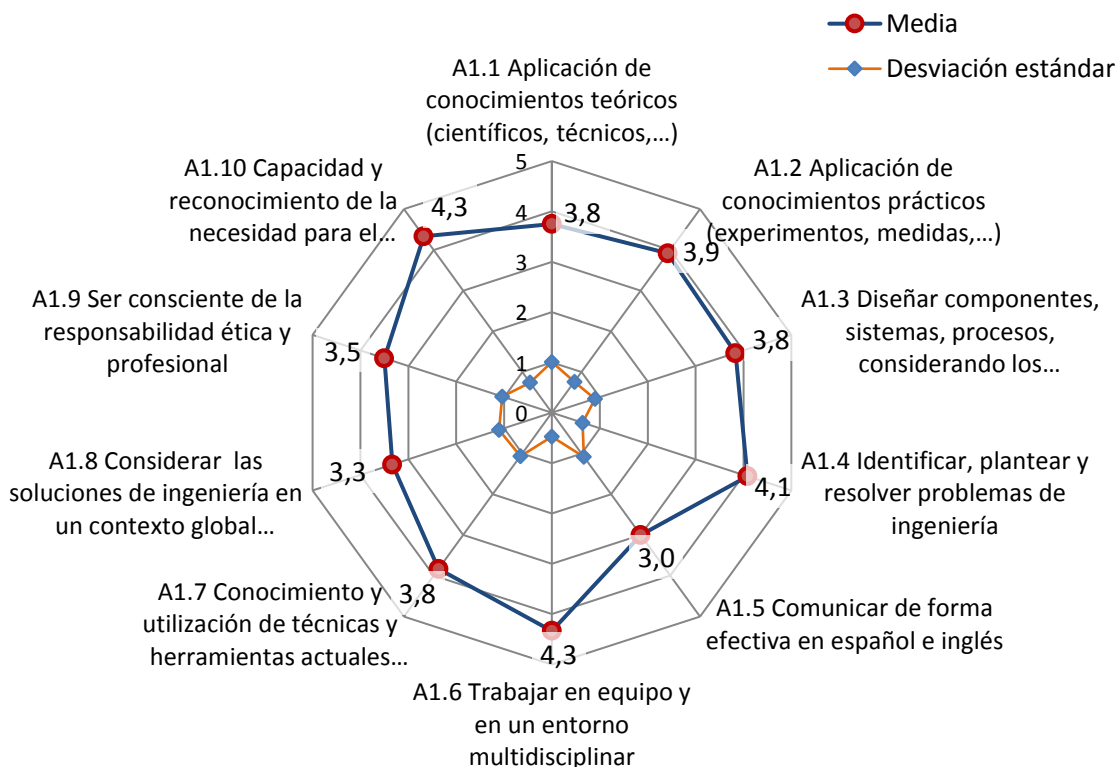 Media
Desviación estándar
A1.1 Aplicación de
conocimientos teóricos
(científicos, técnicos,…)
A1.2 Aplicación de
conocimientos prácticos
(experimentos, medidas,…)
A1.3 Diseñar componentes,
sistemas, procesos,
considerando los…
A1.4 Identificar, plantear y
resolver problemas de
ingeniería
A1.5 Comunicar de forma
efectiva en español e inglés
A1.6 Trabajar en equipo y
en un entorno
multidisciplinar
A1.7 Conocimiento y
utilización de técnicas y
herramientas actuales…
A1.8 Considerar  las
soluciones de ingeniería en
un contexto global…
A1.9 Ser consciente de la
responsabilidad ética y
profesional
A1.10 Capacidad y
reconocimiento de la
necesidad para el…
5
4
3
2
1
0
3,8
3,9
3,8
4,1
3,0
4,3
3,8
3,3
3,5
4,3